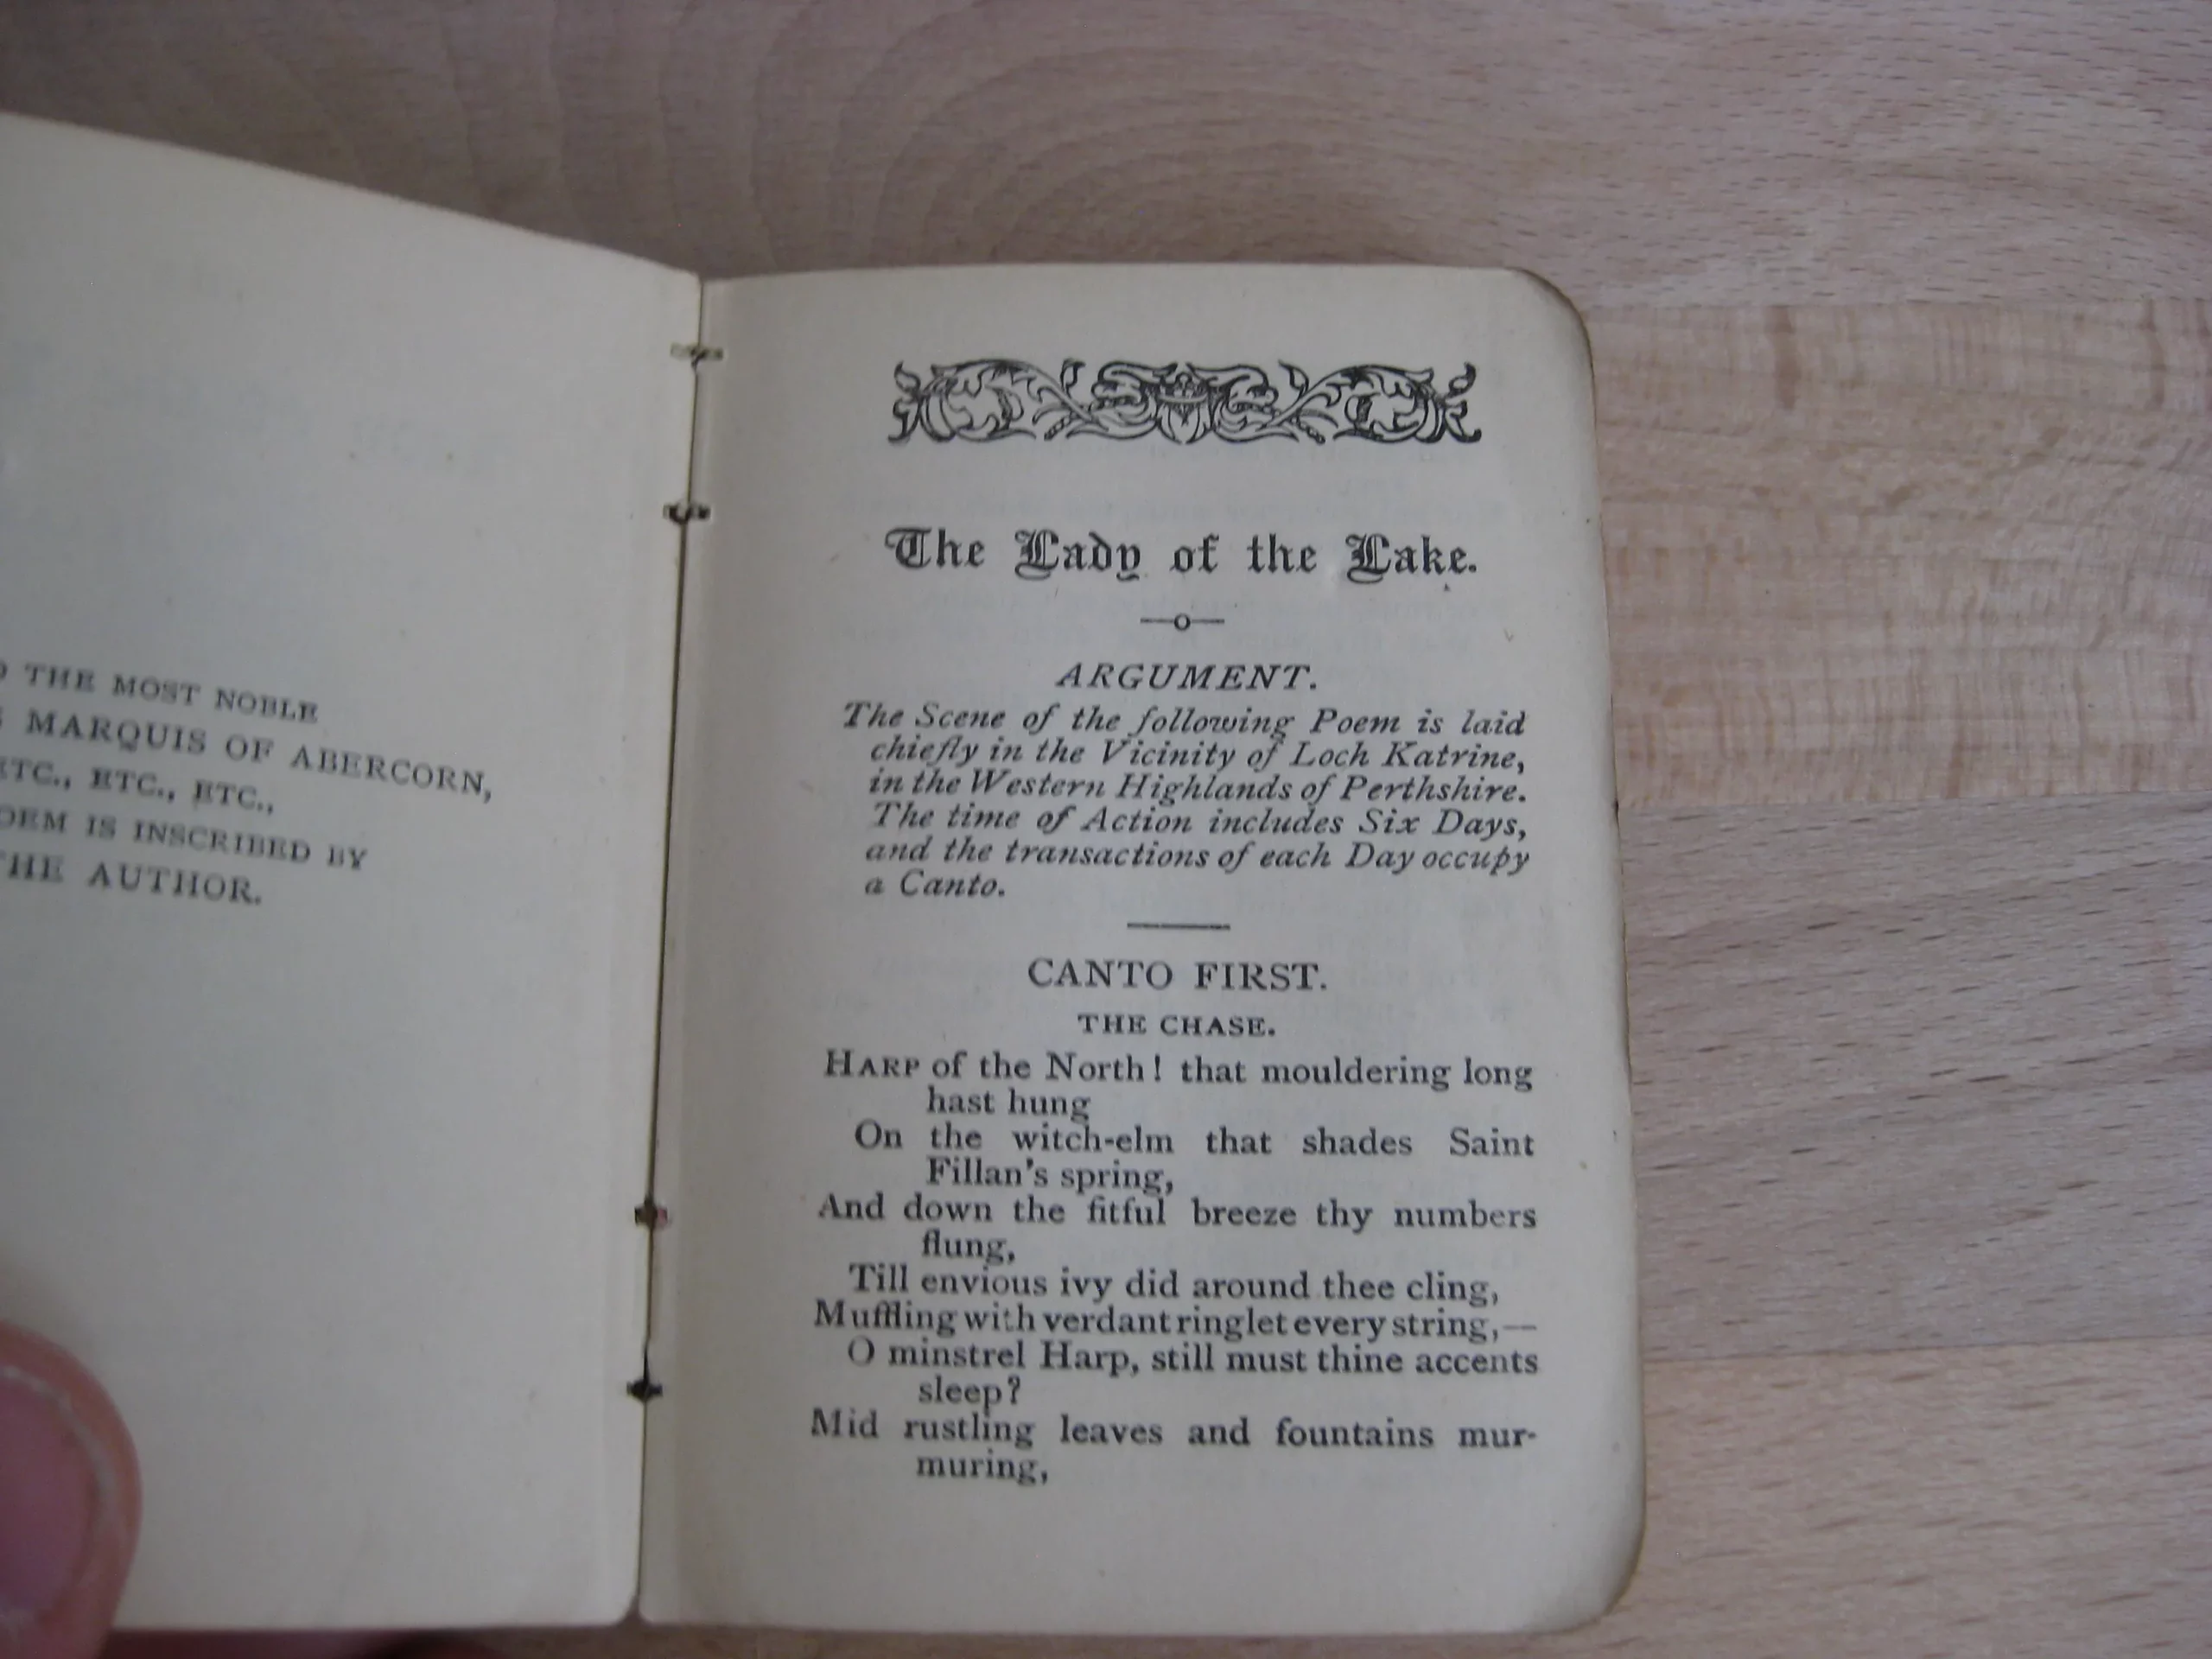 THE MOST NOBLE
MARQUIS OF ABERCORN,
ETC., ETC., ETC.,
IS INSCRIBED BY
THE AUTHOR.
The Lady of the Lake.
ARGUMENT.
The Scene of the following Poem is laid
chiefly in the Vicinity of Loch Katrine,
in the Western Highlands of Perthshire.
The time of Action includes Six Days,
and the transactions of each Day occupy
a Canto.
CANTO FIRST.
THE CHASE.
HARP of the North! that mouldering long
hast hung
On the witch-elm that shades Saint
Fillan's spring,
And down the fitful breeze thy numbers
flung,
Till envious ivy did around thee cling,
Muffling with verdant ringlet every string,—
O minstrel Harp, still must thine accents
sleep?
Mid rustling leaves and fountains mur-
muring,